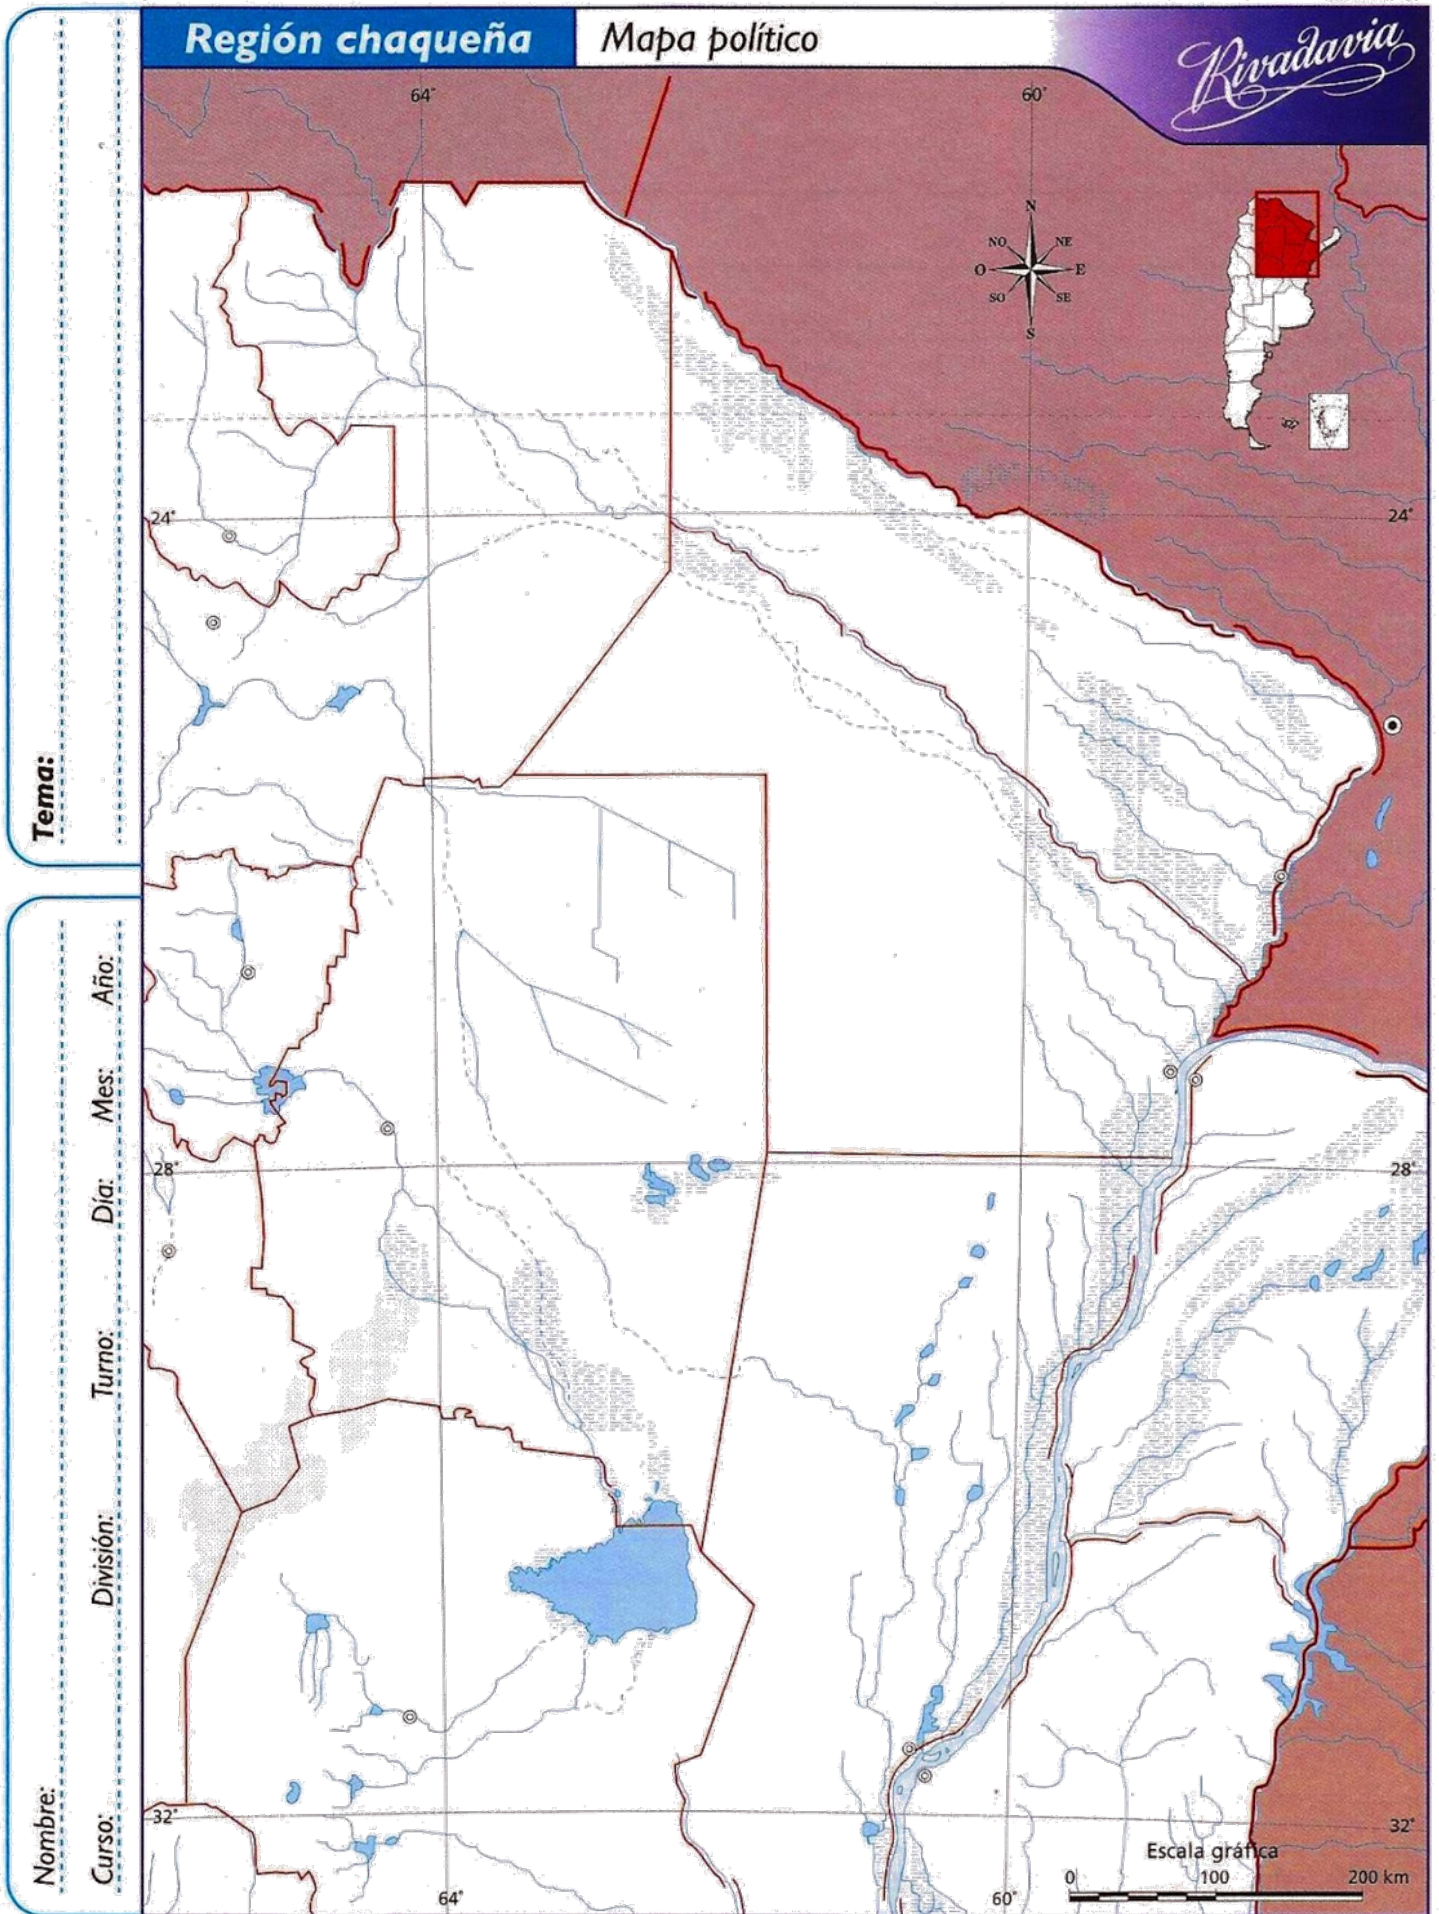 Región chaqueña
Mapa político
Rivadavia
64°
60°
N
NO
NE
O
E
SO
SE
S
24°
24°
28°
28°
32°
32°
64°
60°
Escala gráfica
0 100 200 km
Tema:
Nombre:
Curso: División: Turno: Día: Mes: Año: